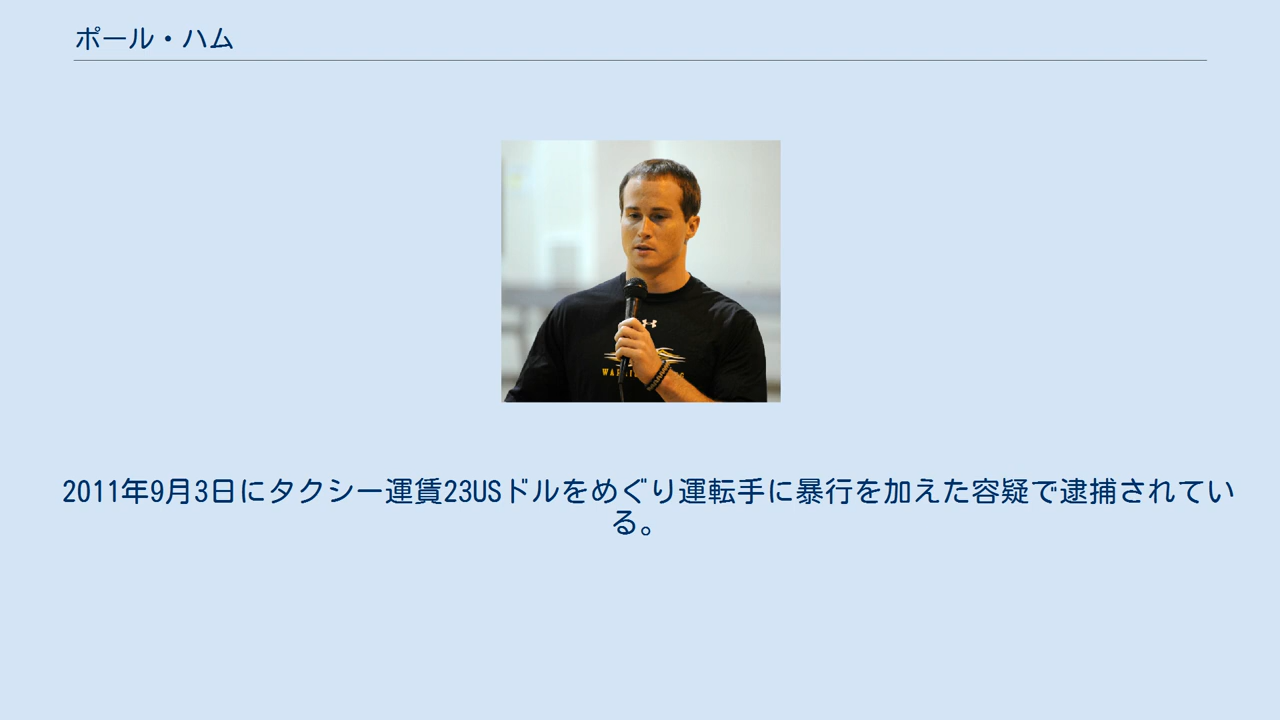 ポール・ハム
2011年9月3日にタクシー運賃23USドルをめぐり運転手に暴行を加えた容疑で逮捕されてい
る。